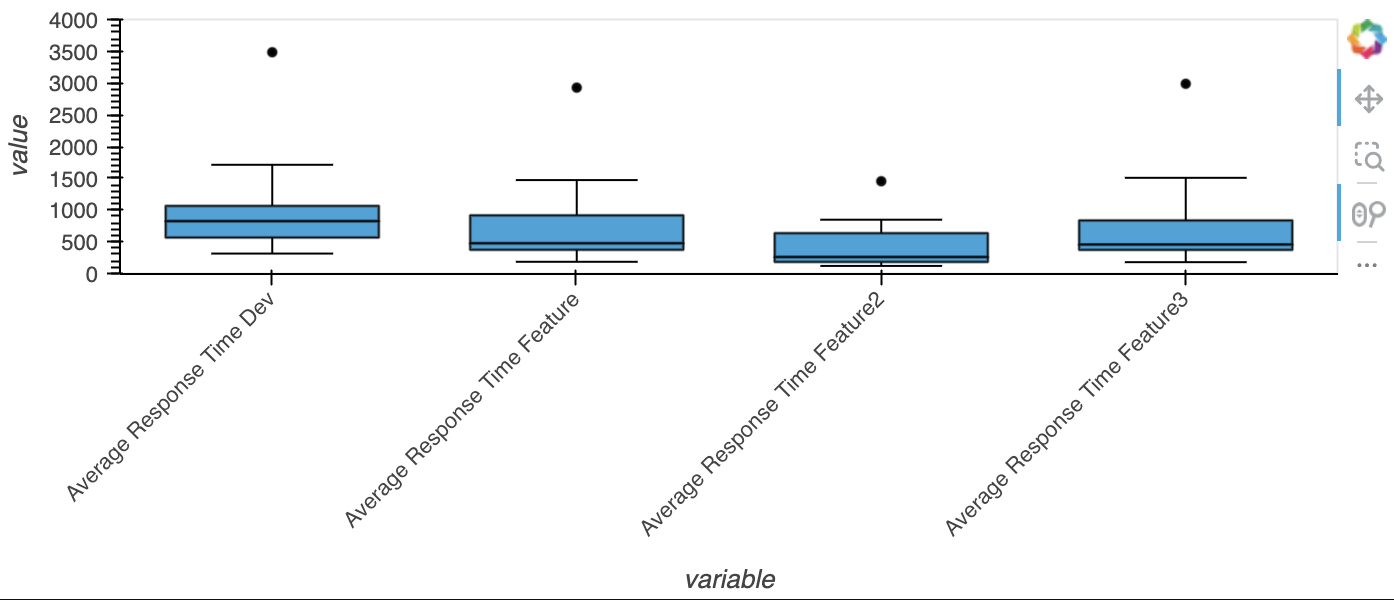 4000
3500
3000
2500
2000
1500
1000
500
0
value
Average Response Time Dev
Average Response Time Feature
Average Response Time Feature2
Average Response Time Feature3
variable